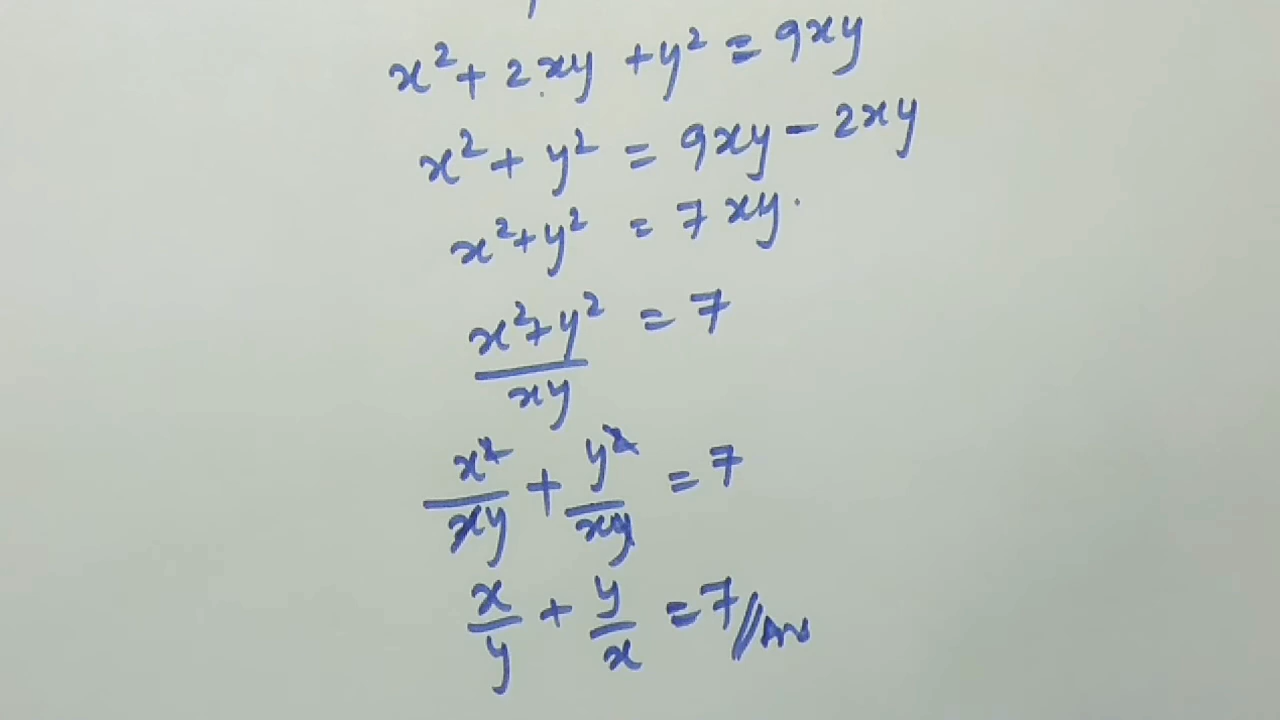 x² + 2xy + y² = 9xy
x² + y² = 9xy - 2xy
x² + y² = 7xy.
x² + y² / xy = 7
x² / xy + y² / xy = 7
x / y + y / x = 7 //